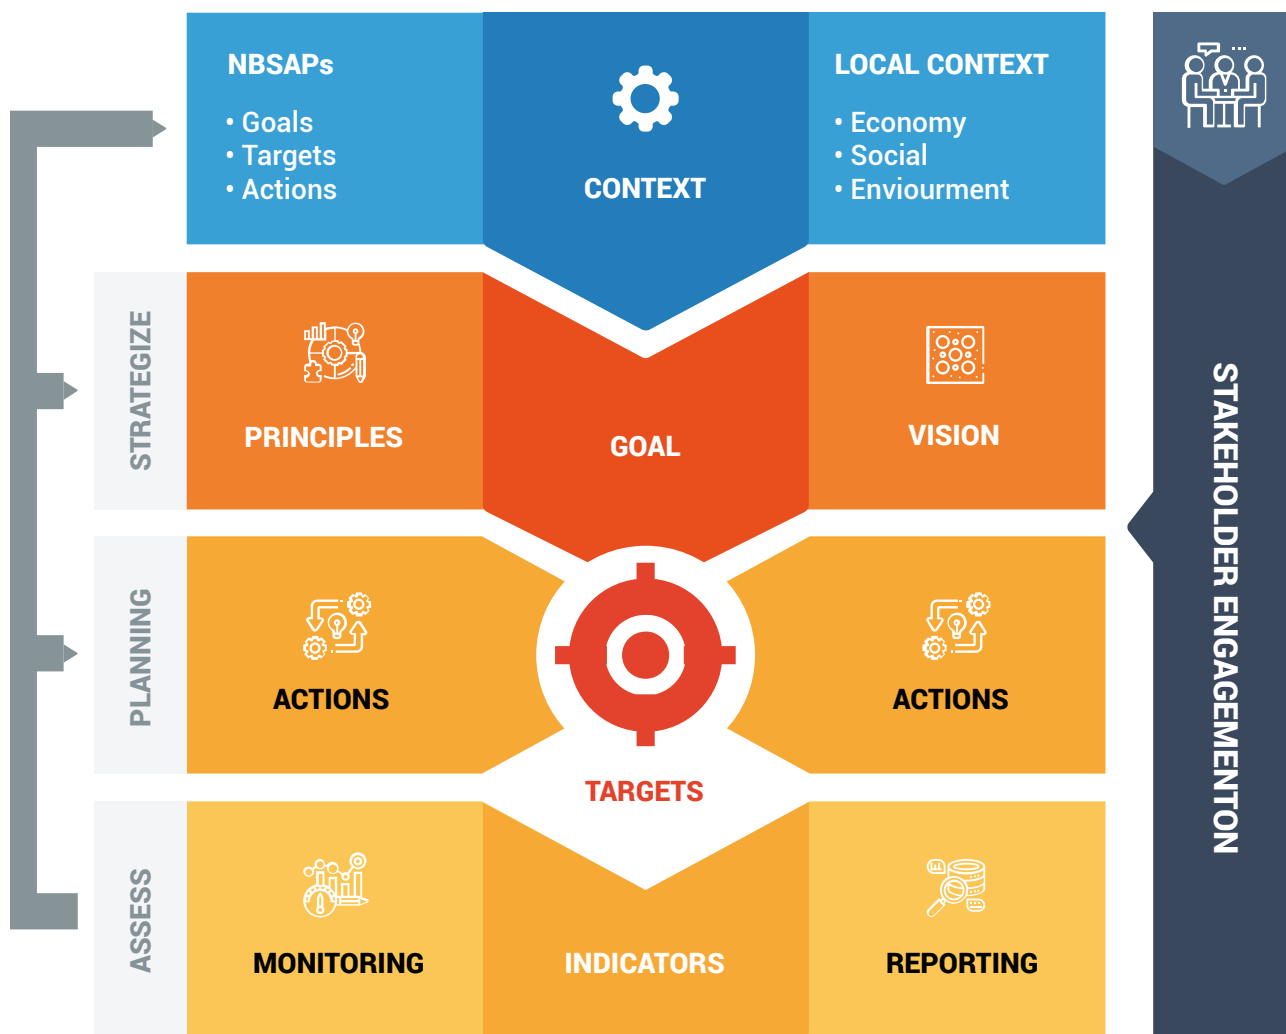 NBSAPs
• Goals
• Targets
• Actions
CONTEXT
LOCAL CONTEXT
• Economy
• Social
• Enviourment
STRATEGIZE
PRINCIPLES
GOAL
VISION
PLANNING
ACTIONS
TARGETS
ACTIONS
ASSESS
MONITORING
INDICATORS
REPORTING
STAKEHOLDER ENGAGEMENTON